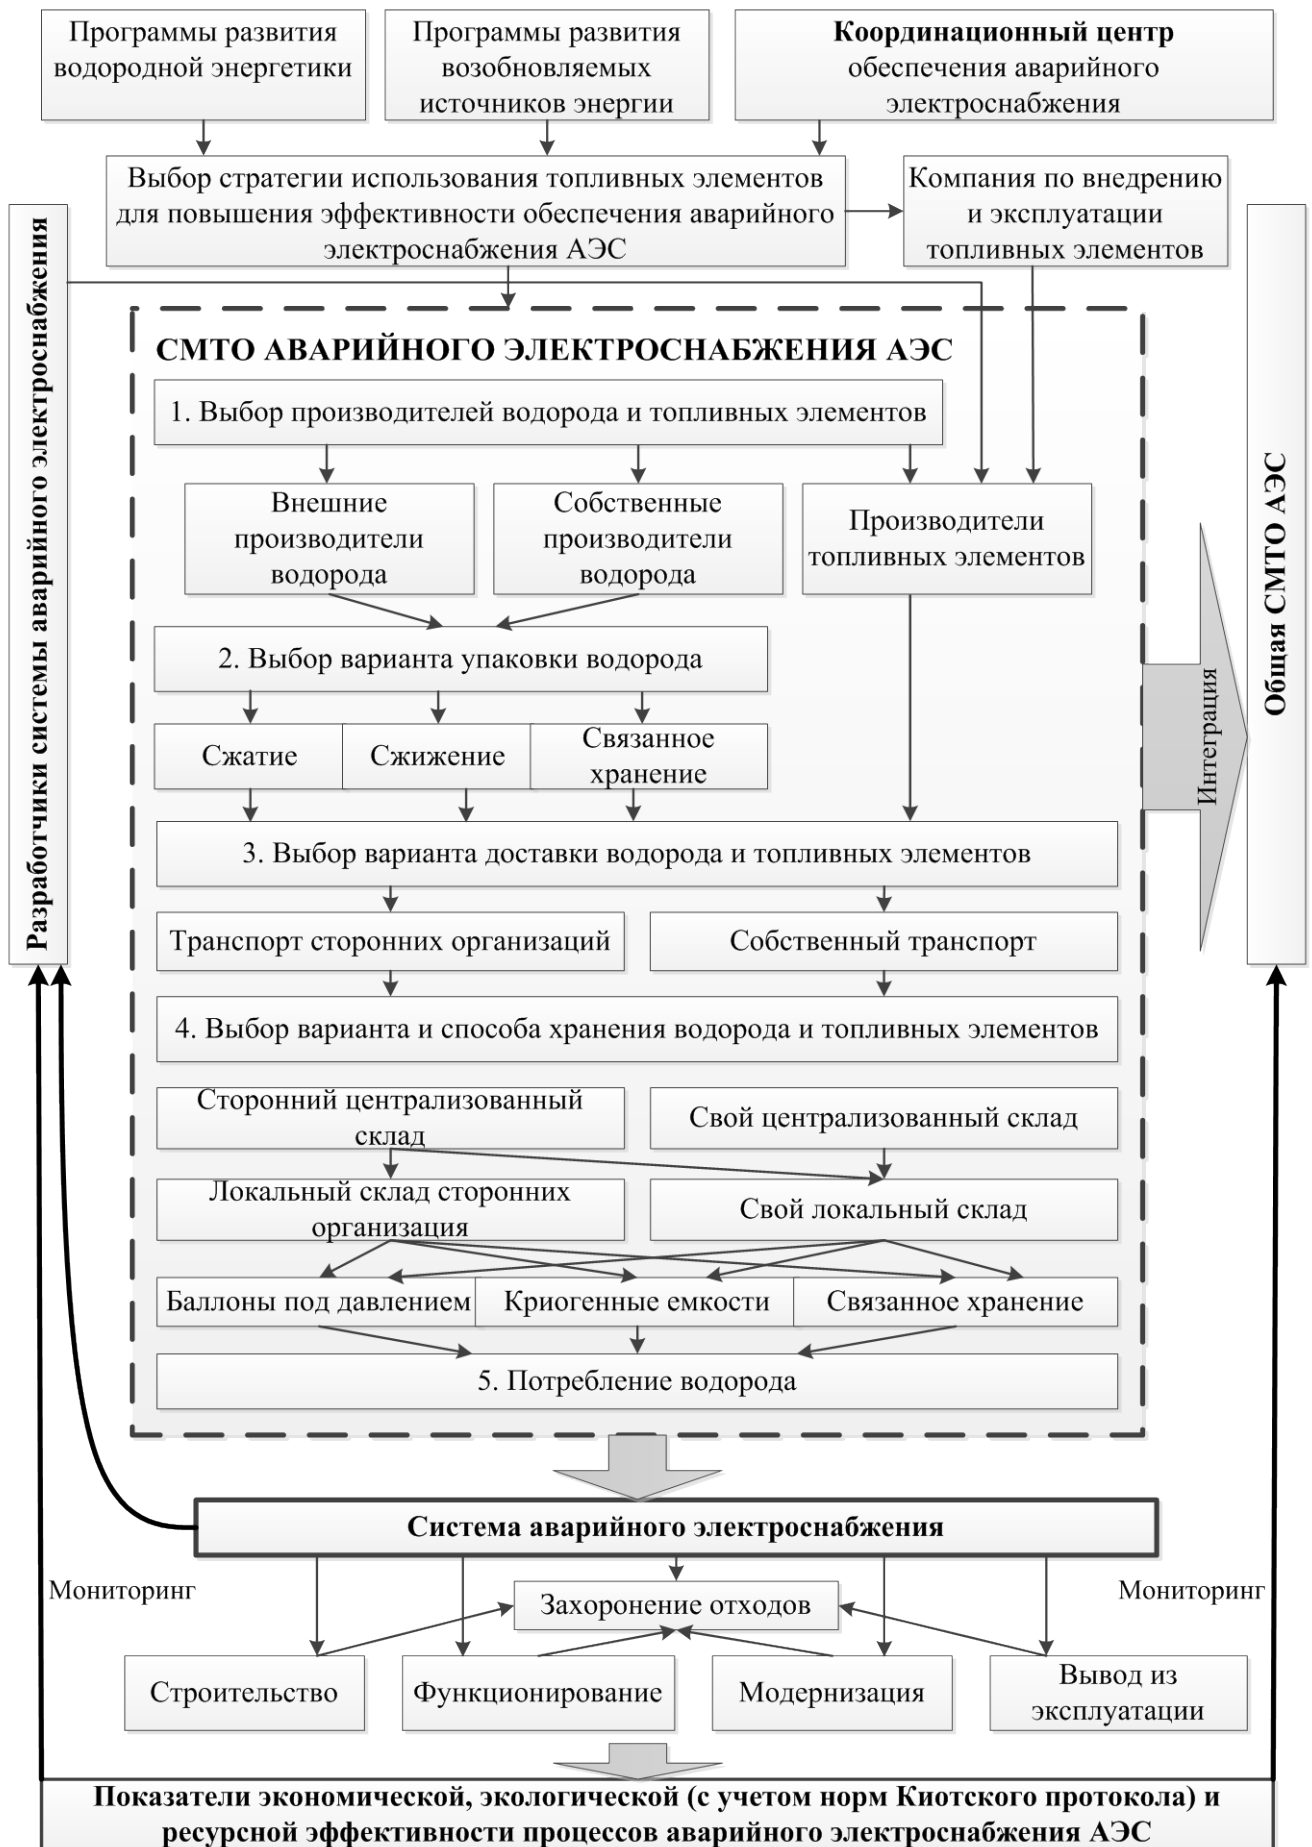 Программы развития
водородной энергетики
Программы развития
возобновляемых
источников энергии
Координационный центр
обеспечения аварийного
электроснабжения
Выбор стратегии использования топливных элементов
для повышения эффективности обеспечения аварийного
электроснабжения АЭС
Компания по внедрению
и эксплуатации
топливных элементов
Разработчики системы аварийного электроснабжения
СМТО АВАРИЙНОГО ЭЛЕКТРОСНАБЖЕНИЯ АЭС
1. Выбор производителей водорода и топливных элементов
Внешние
производители
водорода
Собственные
производители
водорода
Производители
топливных элементов
2. Выбор варианта упаковки водорода
Сжатие
Сжижение
Связанное
хранение
3. Выбор варианта доставки водорода и топливных элементов
Транспорт сторонних организаций
Собственный транспорт
4. Выбор варианта и способа хранения водорода и топливных элементов
Сторонний централизованный
склад
Свой централизованный склад
Локальный склад сторонних
организация
Свой локальный склад
Баллоны под давлением
Криогенные емкости
Связанное хранение
5. Потребление водорода
Интеграция
Общая СМТО АЭС
Система аварийного электроснабжения
Мониторинг
Мониторинг
Захоронение отходов
Строительство
Функционирование
Модернизация
Вывод из
эксплуатации
Показатели экономической, экологической (с учетом норм Киотского протокола) и
ресурсной эффективности процессов аварийного электроснабжения АЭС